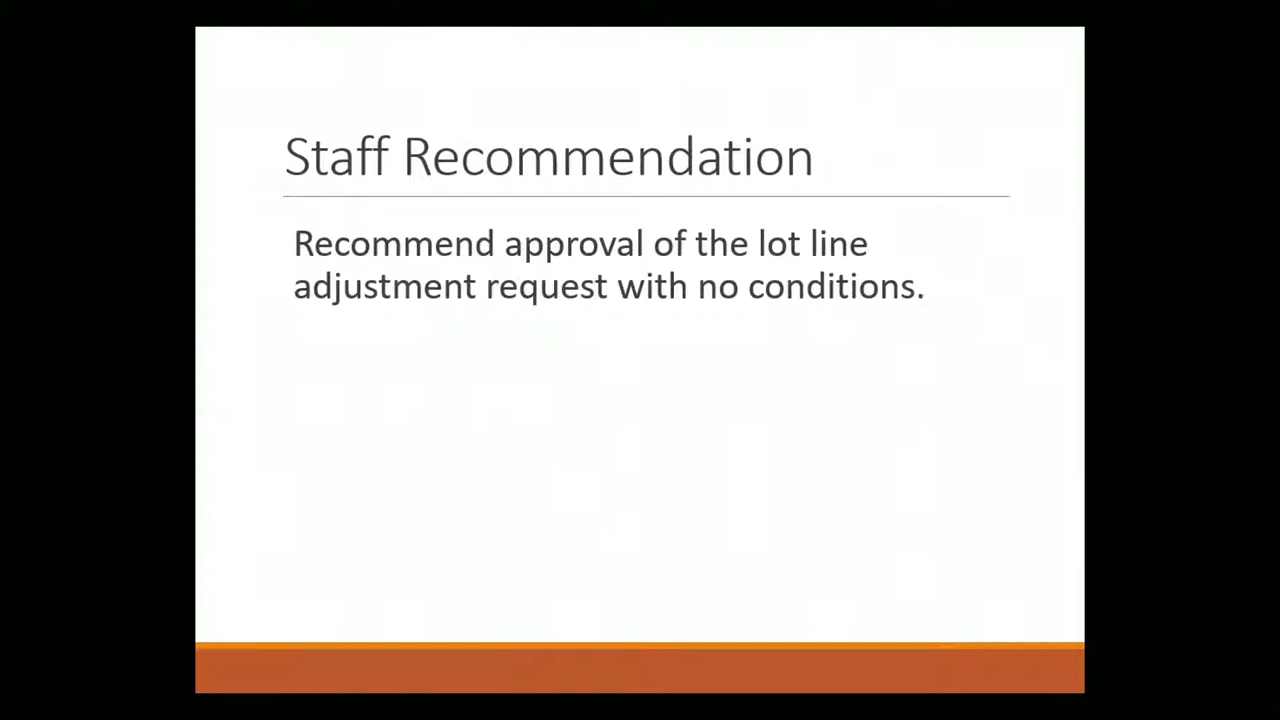 Staff Recommendation
Recommend approval of the lot line
adjustment request with no conditions.